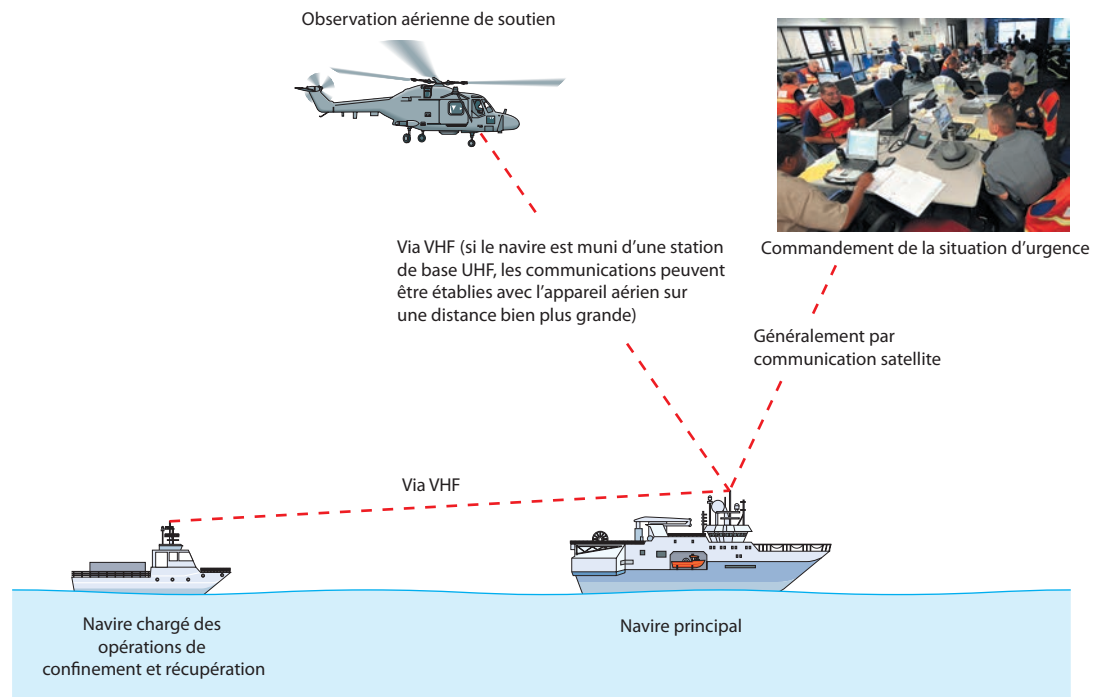 Observation aérienne de soutien
Via VHF (si le navire est muni d’une station
de base UHF, les communications peuvent
être établies avec l’appareil aérien sur
une distance bien plus grande)
Commandement de la situation d’urgence
Généralement par
communication satellite
Via VHF
Navire chargé des
opérations de
confinement et récupération
Navire principal